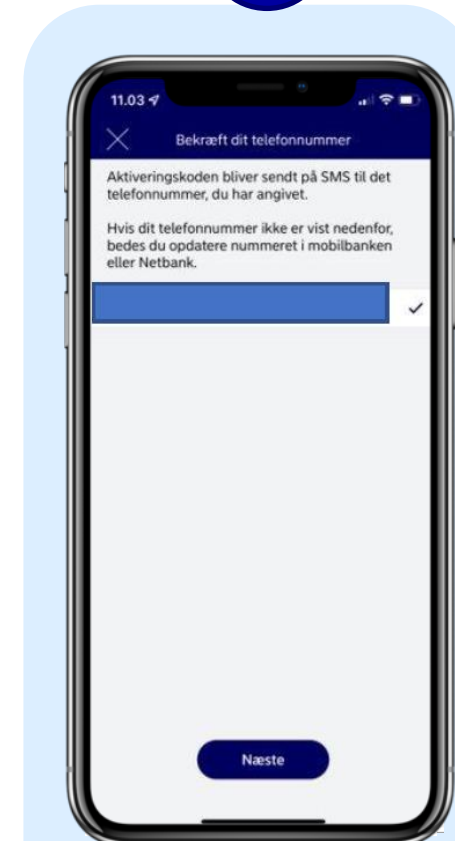 11.03
Bekræft dit telefonnummer
Aktiveringskoden bliver sendt på SMS til det
telefonnummer, du har angivet.
Hvis dit telefonnummer ikke er vist nedenfor,
bedes du opdatere nummeret i mobilbanken
eller Netbank.
Næste